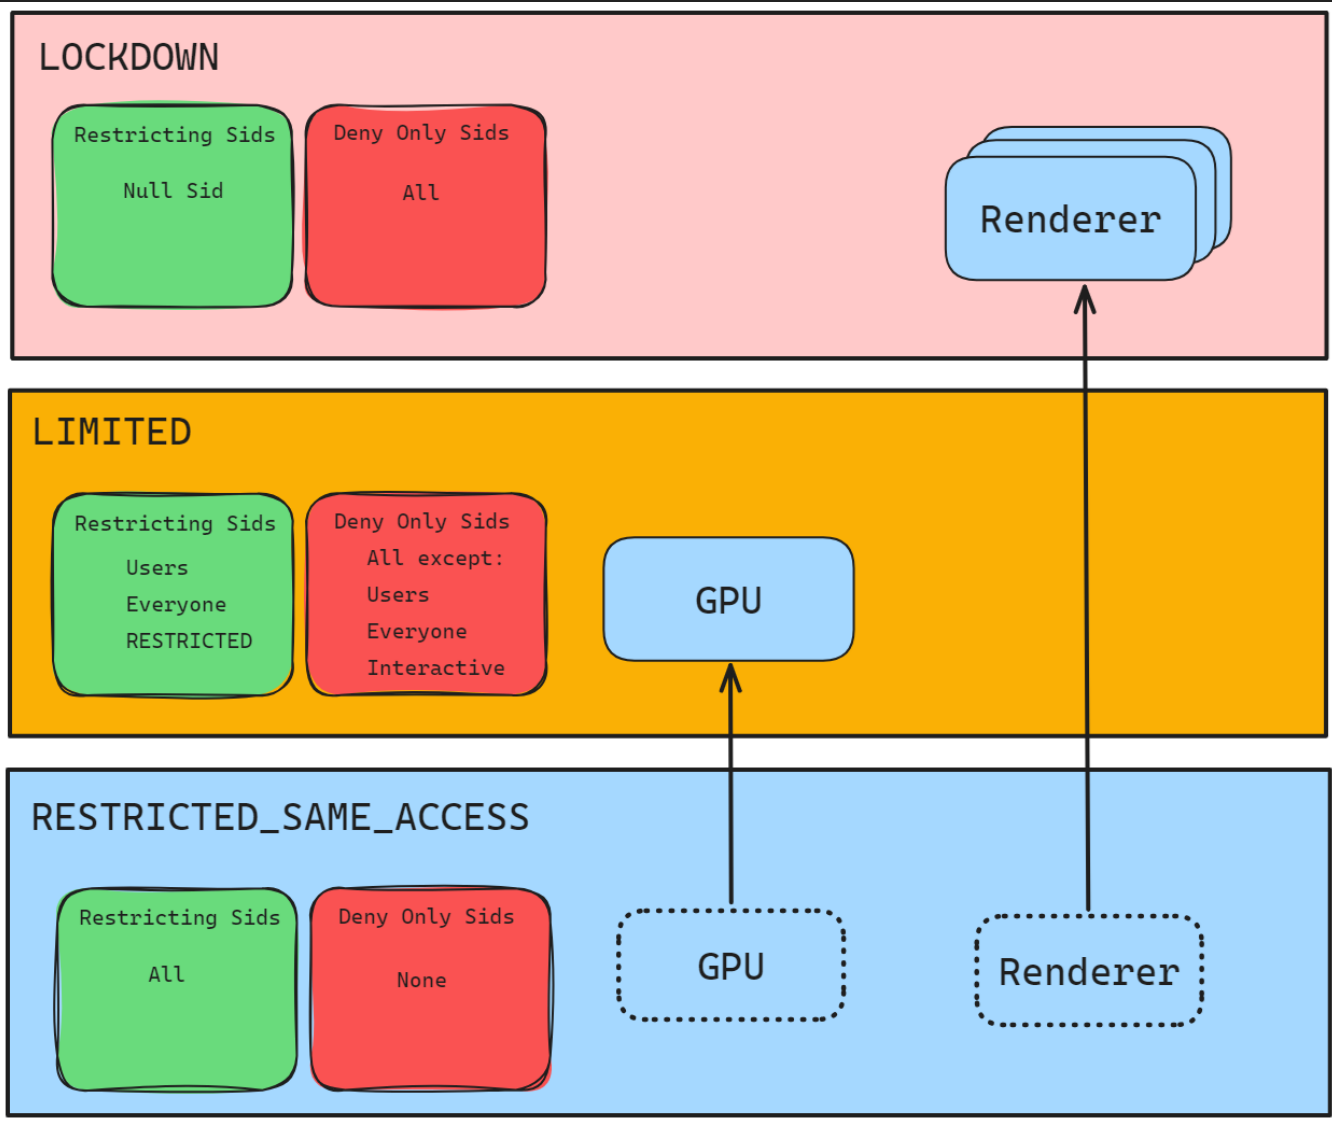 LOCKDOWN
Restricting Sids
Null Sid
Deny Only Sids
All
Renderer
LIMITED
Restricting Sids
Users
Everyone
RESTRICTED
Deny Only Sids
All except:
Users
Everyone
Interactive
GPU
RESTRICTED_SAME_ACCESS
Restricting Sids
All
Deny Only Sids
None
GPU
Renderer